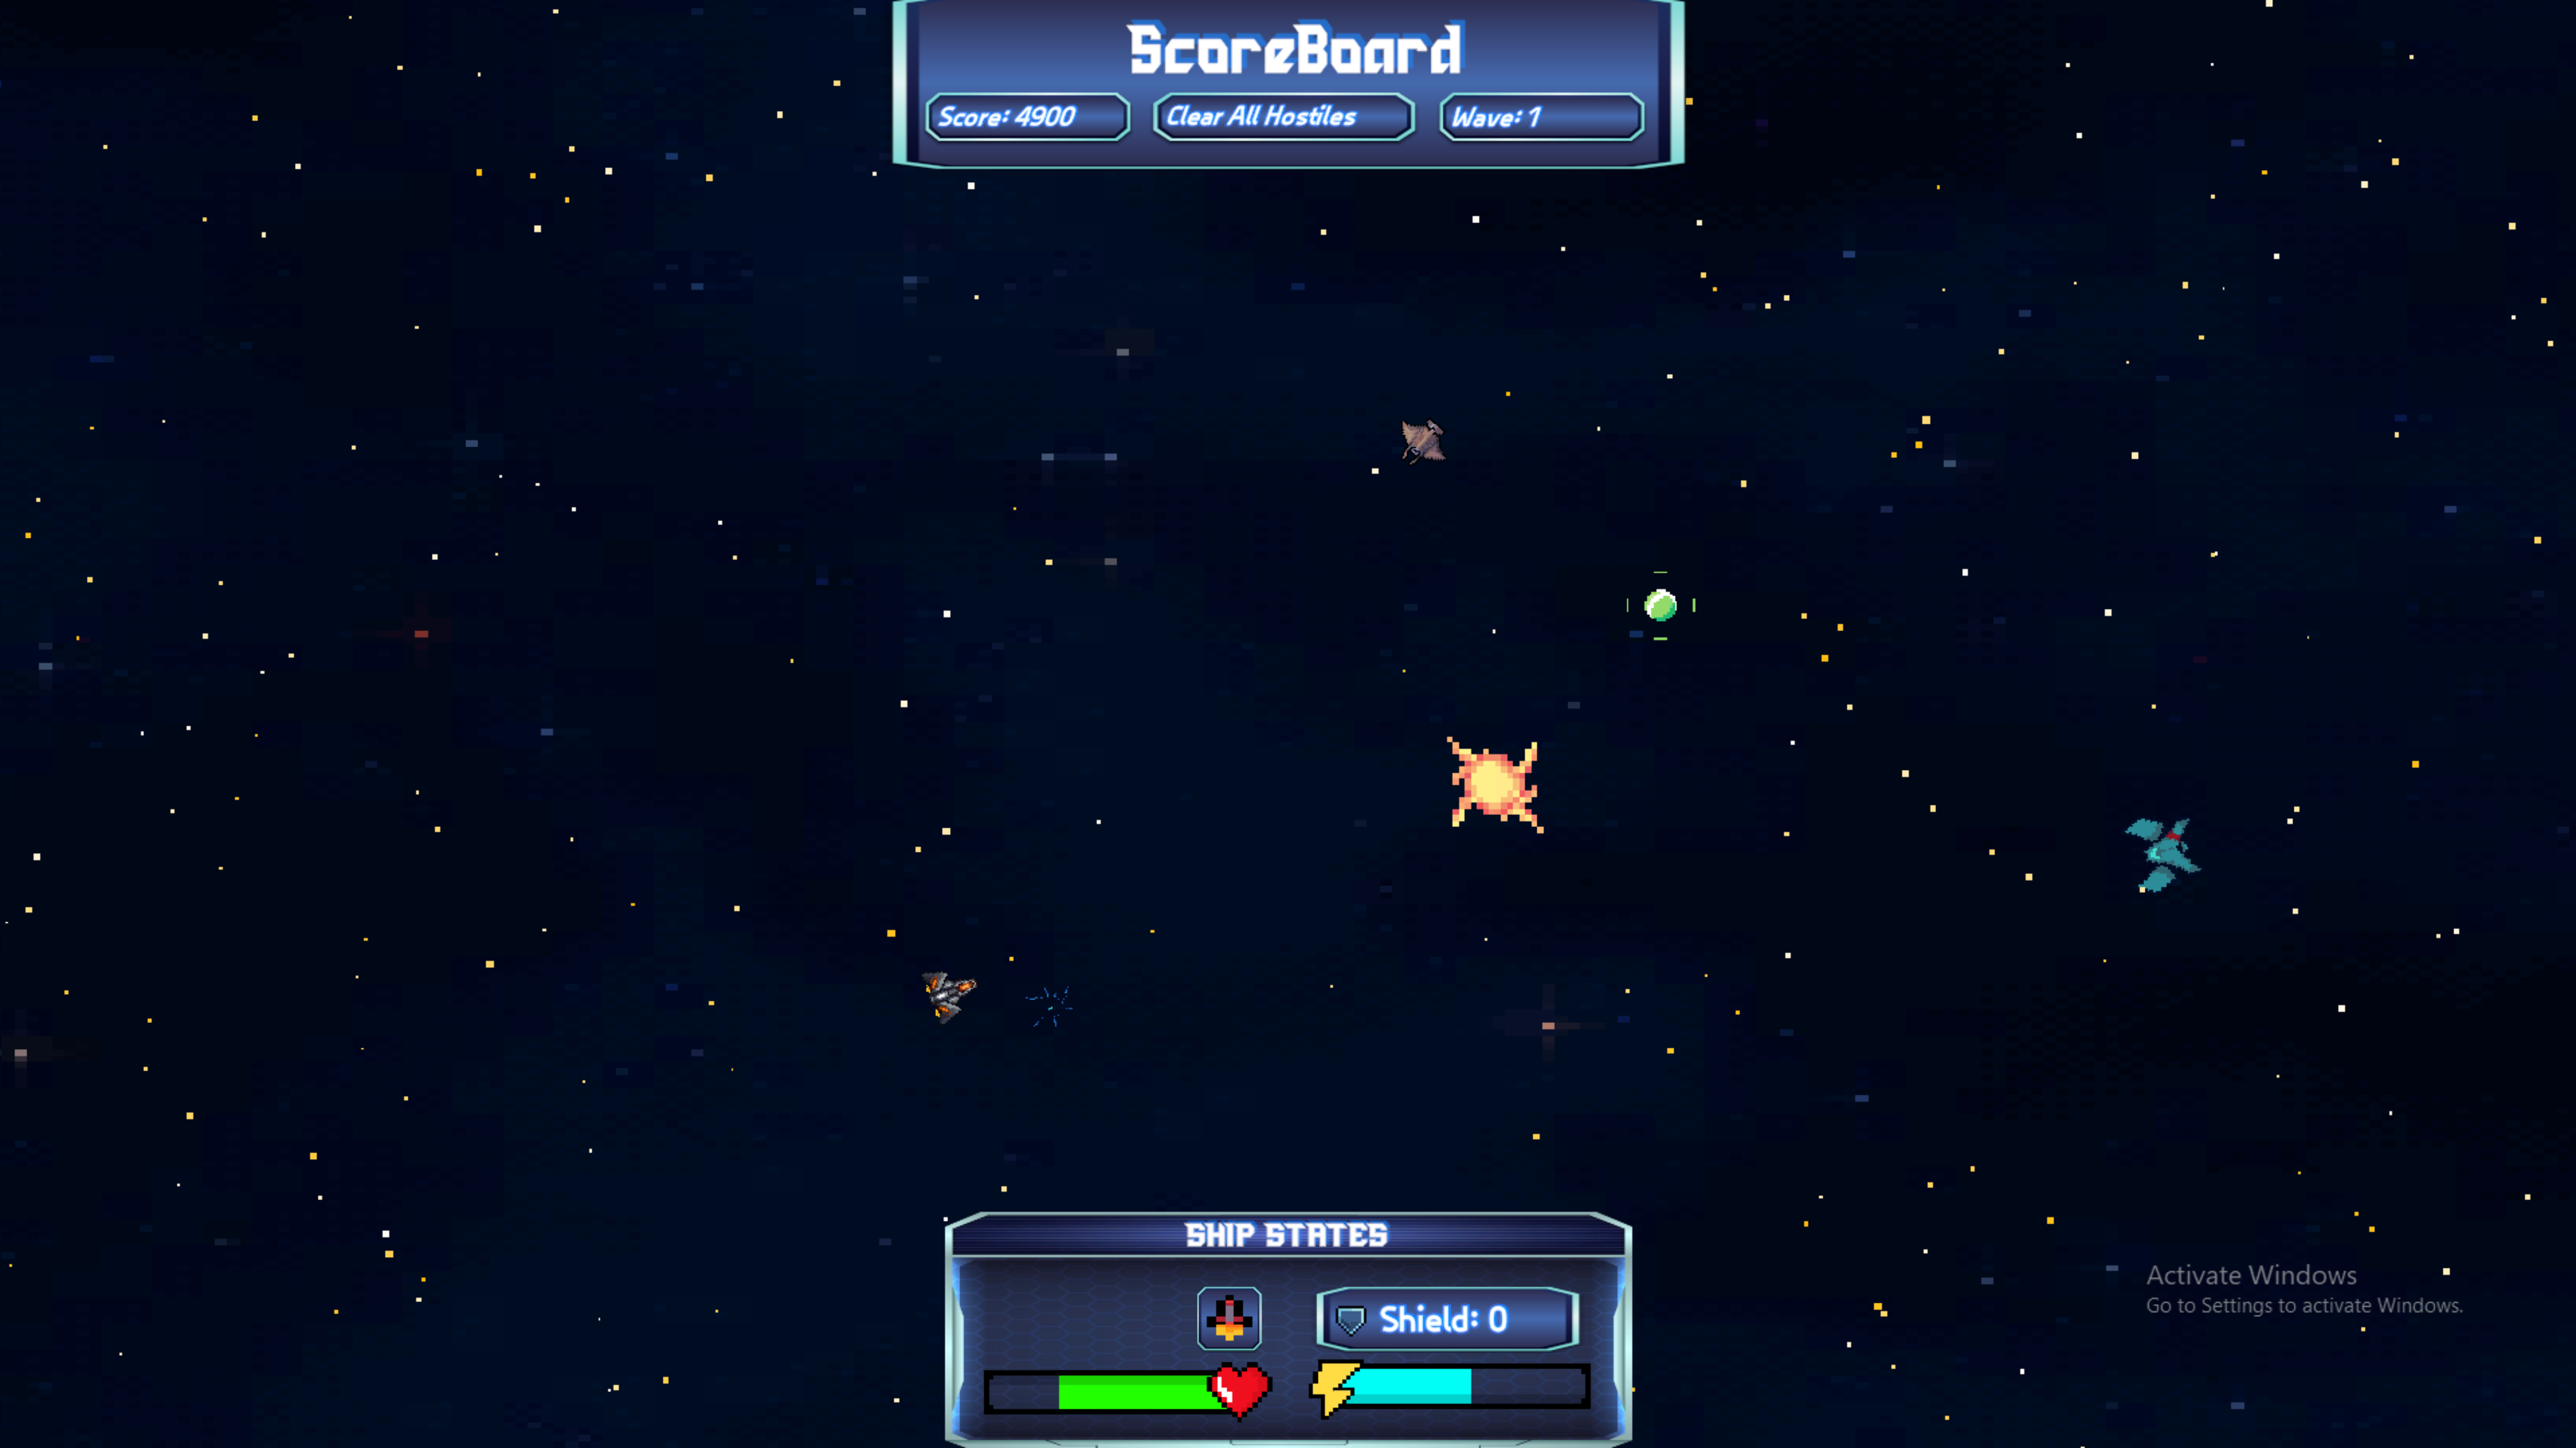 ScoreBoard
Score: 4900
Clear All Hostiles
Wave: 1
SHIP STATES
Shield: 0
Activate Windows
Go to Settings to activate Windows.